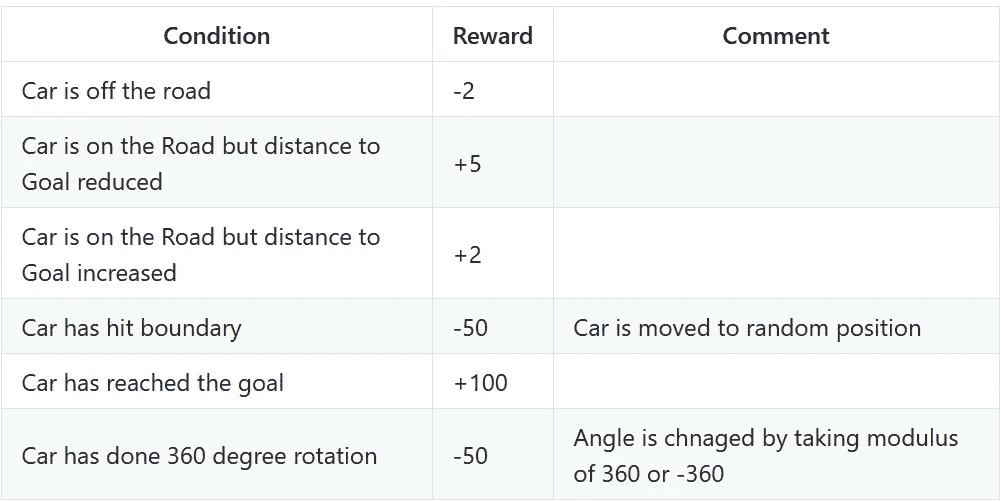 Condition Reward Comment
Car is off the road -2
Car is on the Road but distance to
Goal reduced
+5
Car is on the Road but distance to
Goal increased
+2
Car has hit boundary -50 Car is moved to random position
Car has reached the goal +100
Car has done 360 degree rotation -50
Angle is chnaged by taking modulus
of 360 or -360